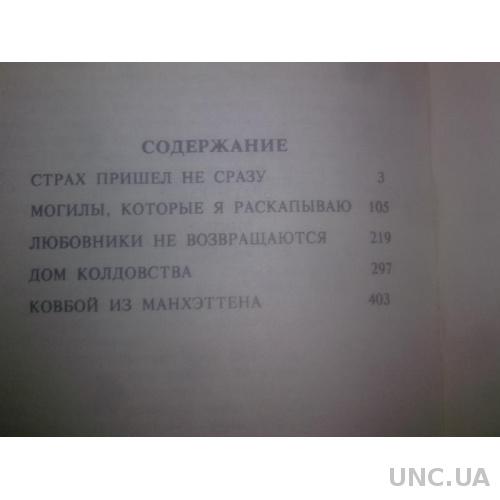 СОДЕРЖАНИЕ
СТРАХ ПРИШЕЛ НЕ СРАЗУ 3
МОГИЛЫ, КОТОРЫЕ Я РАСКАПЫВАЮ 105
ЛЮБОВНИКИ НЕ ВОЗВРАЩАЮТСЯ 219
ДОМ КОЛДОВСТВА 297
КОВБОЙ ИЗ МАНХЭТТЕНА 403
UNC.UA